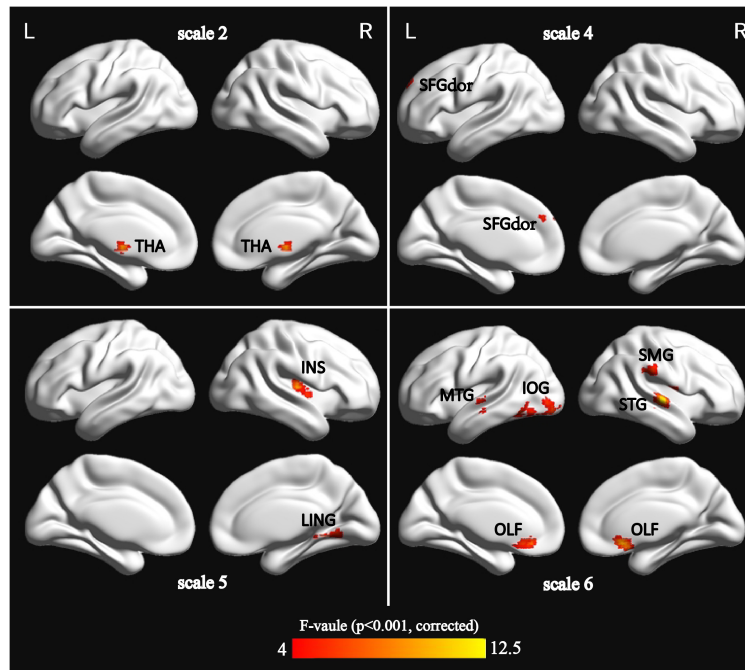 L scale 2 R
THA THA
L scale 4 R
SFGdor
SFGdor
INS
LING
scale 5
SMG
MTG IOG STG
OLF OLF
scale 6
F-vaule (p<0.001, corrected)
4 12.5